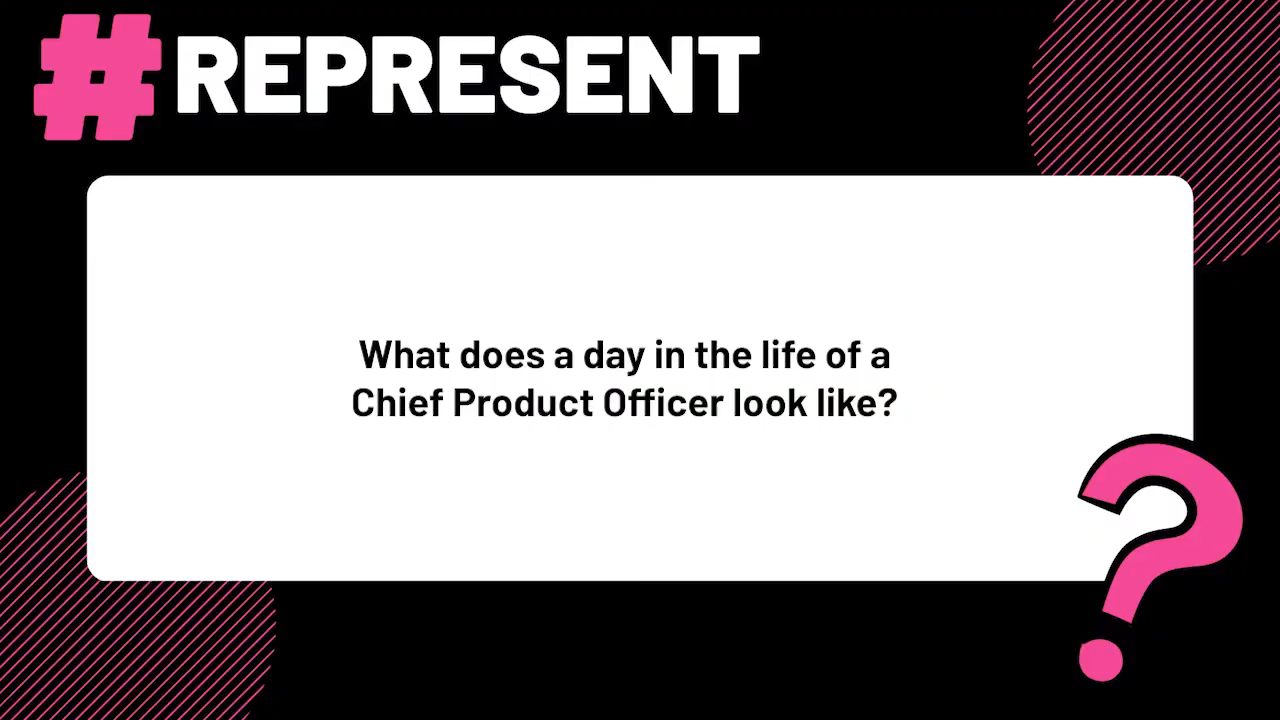 #REPRESENT
What does a day in the life of a
Chief Product Officer look like?
?